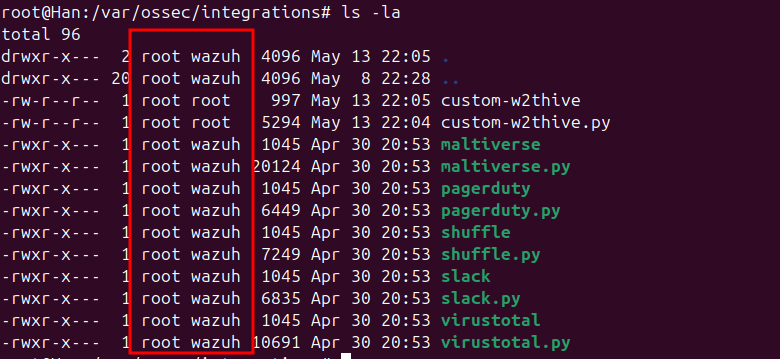 root@Han:/var/ossec/integrations# ls -la
total 96
drwxr-x---  2 root wazuh  4096 May 13 22:05 .
drwxr-x--- 20 root wazuh  4096 May  8 22:28 ..
-rw-r--r--  1 root root    997 May 13 22:05 custom-w2thive
-rw-r--r--  1 root root   5294 May 13 22:04 custom-w2thive.py
-rwxr-x---  1 root wazuh  1045 Apr 30 20:53 maltiverse
-rwxr-x---  1 root wazuh 20124 Apr 30 20:53 maltiverse.py
-rwxr-x---  1 root wazuh  1045 Apr 30 20:53 pagerduty
-rwxr-x---  1 root wazuh  6449 Apr 30 20:53 pagerduty.py
-rwxr-x---  1 root wazuh  1045 Apr 30 20:53 shuffle
-rwxr-x---  1 root wazuh  7249 Apr 30 20:53 shuffle.py
-rwxr-x---  1 root wazuh  1045 Apr 30 20:53 slack
-rwxr-x---  1 root wazuh  6835 Apr 30 20:53 slack.py
-rwxr-x---  1 root wazuh  1045 Apr 30 20:53 virustotal
-rwxr-x---  1 root wazuh 10691 Apr 30 20:53 virustotal.py